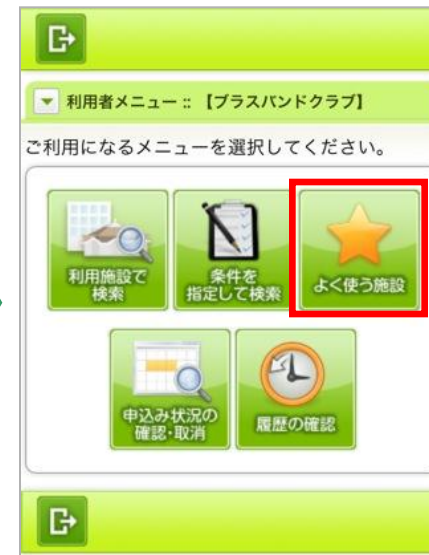 利用者メニュー :: 【ブラスバンドクラブ】
ご利用になるメニューを選択してください。
利用施設で
検索
条件を
指定して検索
よく使う施設
申込み状況の
確認・取消
履歴の確認